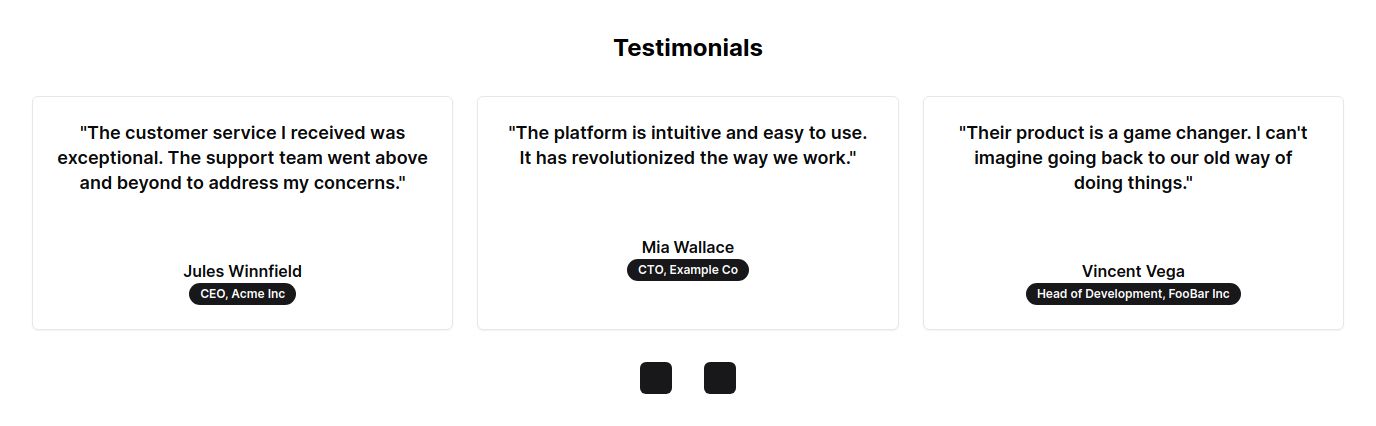 Testimonials
"The customer service I received was
exceptional. The support team went above
and beyond to address my concerns."
Jules Winnfield
CEO, Acme Inc
"The platform is intuitive and easy to use.
It has revolutionized the way we work."
Mia Wallace
CTO, Example Co
"Their product is a game changer. I can't
imagine going back to our old way of
doing things."
Vincent Vega
Head of Development, FooBar Inc